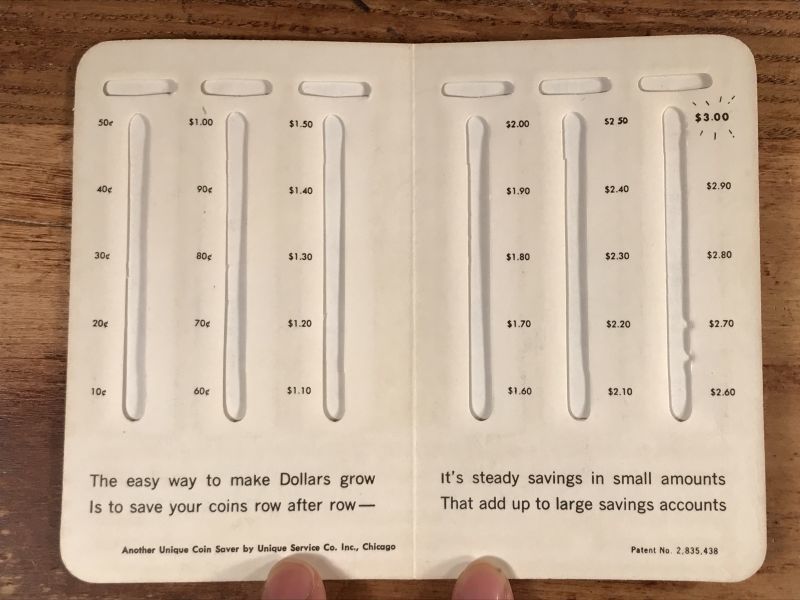 50¢ $1.00 $1.50
40¢ 90¢ $1.40
30¢ 80¢ $1.30
20¢ 70¢ $1.20
10¢ 60¢ $1.10
The easy way to make Dollars grow
Is to save your coins row after row—
Another Unique Coin Saver by Unique Service Co. Inc., Chicago
$2.00 $2 50 $3.00
$1.90 $2.40 $2.90
$1.80 $2.30 $2.80
$1.70 $2.20 $2.70
$1.60 $2.10 $2.60
It's steady savings in small amounts
That add up to large savings accounts
Patent No. 2,835,438